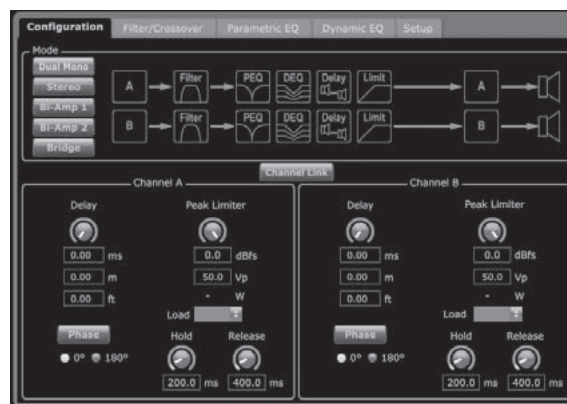 Configuration Filter/Crossover Parametric EQ Dynamic EQ Setup
Mode
Dual Mono
Stereo
Bi-Amp 1
Bi-Amp 2
Bridge
A Filter PEQ DEQ Delay Limit A
B Filter PEQ DEQ Delay Limit B
Channel Link
Channel A
Delay Peak Limiter
0.00 ms 0.0 dBfs
0.00 m 50.0 Vp
0.00 ft - W
Load
Phase Hold Release
0° 180°
200.0 ms 400.0 ms
Channel B
Delay Peak Limiter
0.00 ms 0.0 dBfs
0.00 m 50.0 Vp
0.00 ft - W
Load
Phase Hold Release
0° 180°
200.0 ms 400.0 ms